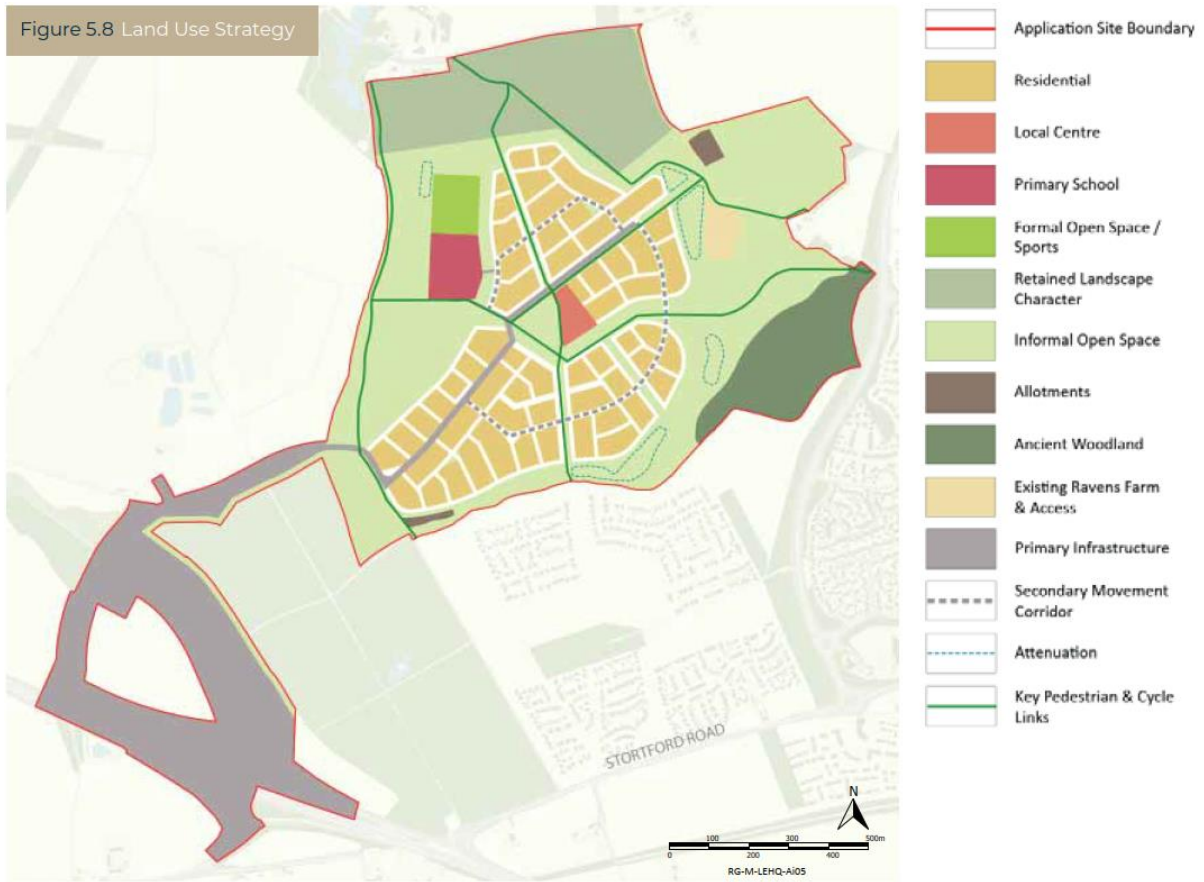 Figure 5.8 Land Use Strategy
Application Site Boundary
Residential
Local Centre
Primary School
Formal Open Space /
Sports
Retained Landscape
Character
Informal Open Space
Allotments
Ancient Woodland
Existing Ravens Farm
& Access
Primary Infrastructure
Secondary Movement
Corridor
Attenuation
Key Pedestrian & Cycle
Links
STORTFORD ROAD
N
100 300 500m
0 200 400
RG-M-LEHQ-Ai05